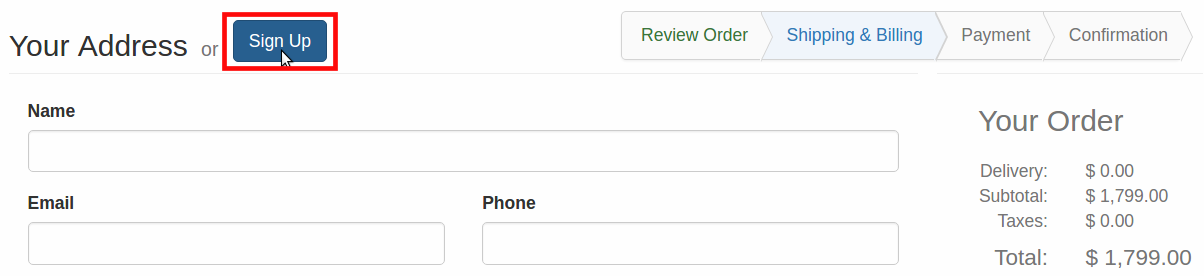 Your Address or Sign Up
Review Order Shipping & Billing Payment Confirmation
Name
Email Phone
Your Order
Delivery: $ 0.00
Subtotal: $ 1,799.00
Taxes: $ 0.00
Total: $ 1,799.00